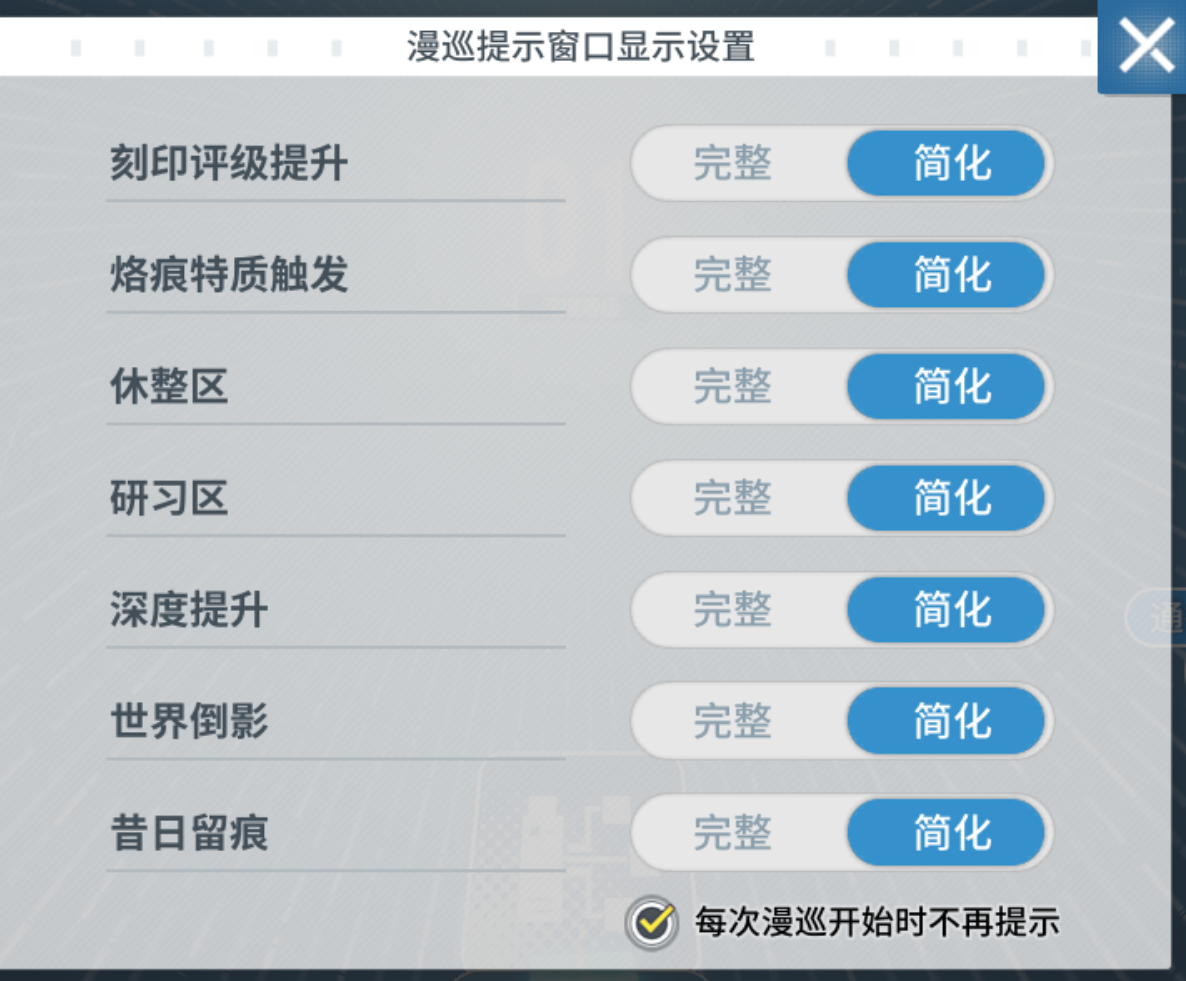 漫巡提示窗口显示设置
刻印评级提升 完整 简化
烙痕特质触发 完整 简化
休整区 完整 简化
研习区 完整 简化
深度提升 完整 简化
通
世界倒影 完整 简化
昔日留痕 完整 简化
每次漫巡开始时不再提示